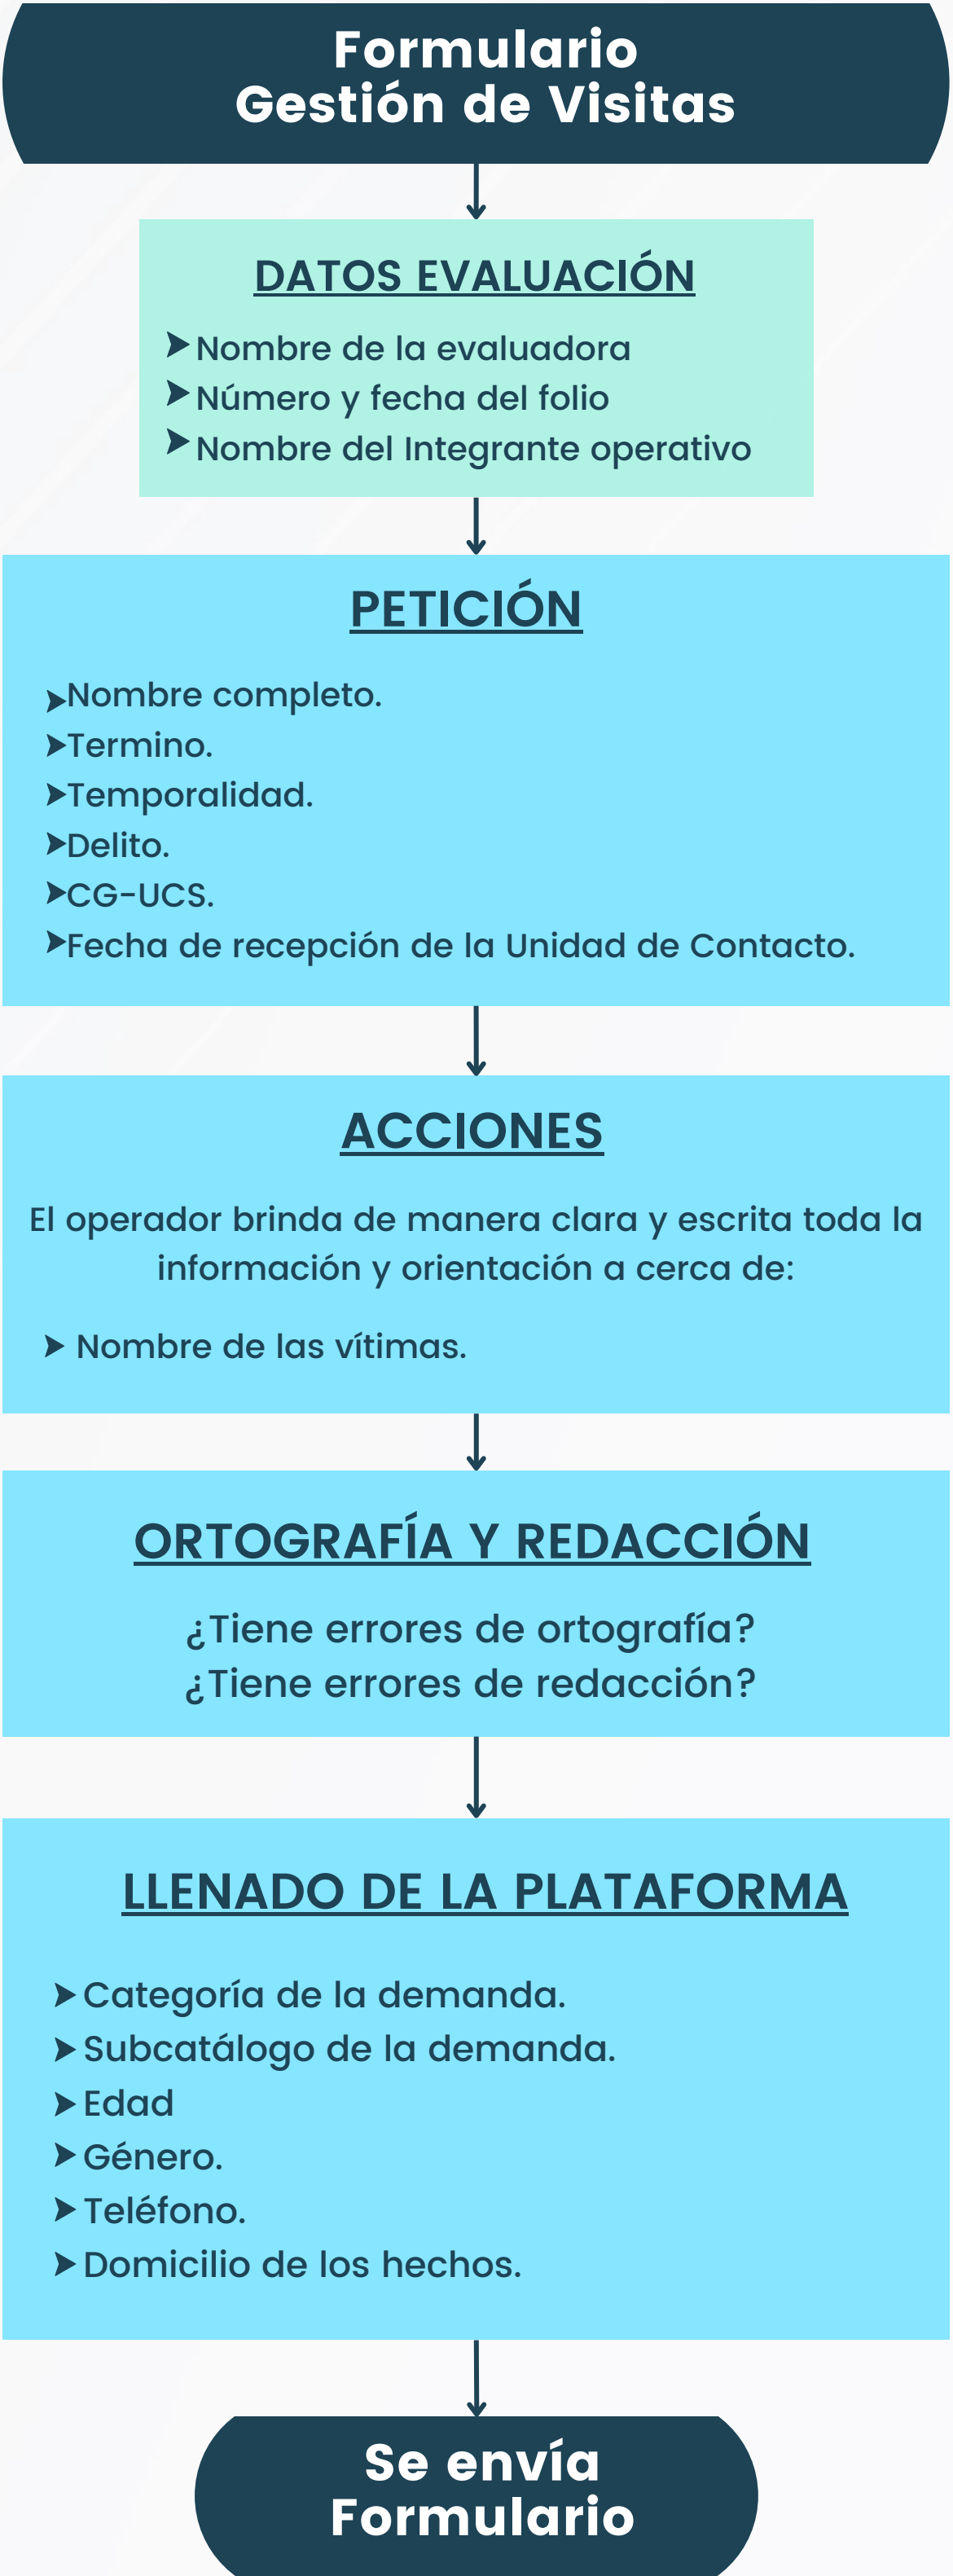 Formulario
Gestión de Visitas
DATOS EVALUACIÓN
Nombre de la evaluadora
Número y fecha del folio
Nombre del Integrante operativo
PETICIÓN
Nombre completo.
Termino.
Temporalidad.
Delito.
CG-UCS.
Fecha de recepción de la Unidad de Contacto.
ACCIONES
El operador brinda de manera clara y escrita toda la
información y orientación a cerca de:
Nombre de las vítimas.
ORTOGRAFÍA Y REDACCIÓN
¿Tiene errores de ortografía?
¿Tiene errores de redacción?
LLENADO DE LA PLATAFORMA
Categoría de la demanda.
Subcatálogo de la demanda.
Edad
Género.
Teléfono.
Domicilio de los hechos.
Se envía
Formulario